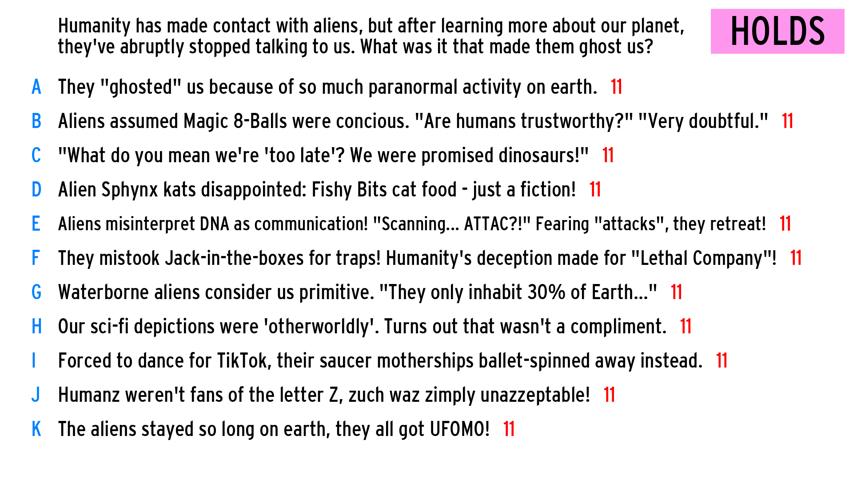 Humanity has made contact with aliens, but after learning more about our planet,
they've abruptly stopped talking to us. What was it that made them ghost us?
HOLDS
A They "ghosted" us because of so much paranormal activity on earth. 11
B Aliens assumed Magic 8-Balls were concious. "Are humans trustworthy?" "Very doubtful." 11
C "What do you mean we're 'too late'? We were promised dinosaurs!" 11
D Alien Sphynx kats disappointed: Fishy Bits cat food - just a fiction! 11
E Aliens misinterpret DNA as communication! "Scanning... ATTAC?!" Fearing "attacks", they retreat! 11
F They mistook Jack-in-the-boxes for traps! Humanity's deception made for "Lethal Company"! 11
G Waterborne aliens consider us primitive. "They only inhabit 30% of Earth..." 11
H Our sci-fi depictions were 'otherworldly'. Turns out that wasn't a compliment. 11
I Forced to dance for TikTok, their saucer motherships ballet-spinned away instead. 11
J Humanz weren't fans of the letter Z, zuch waz zimply unazzeptable! 11
K The aliens stayed so long on earth, they all got UFOMO! 11